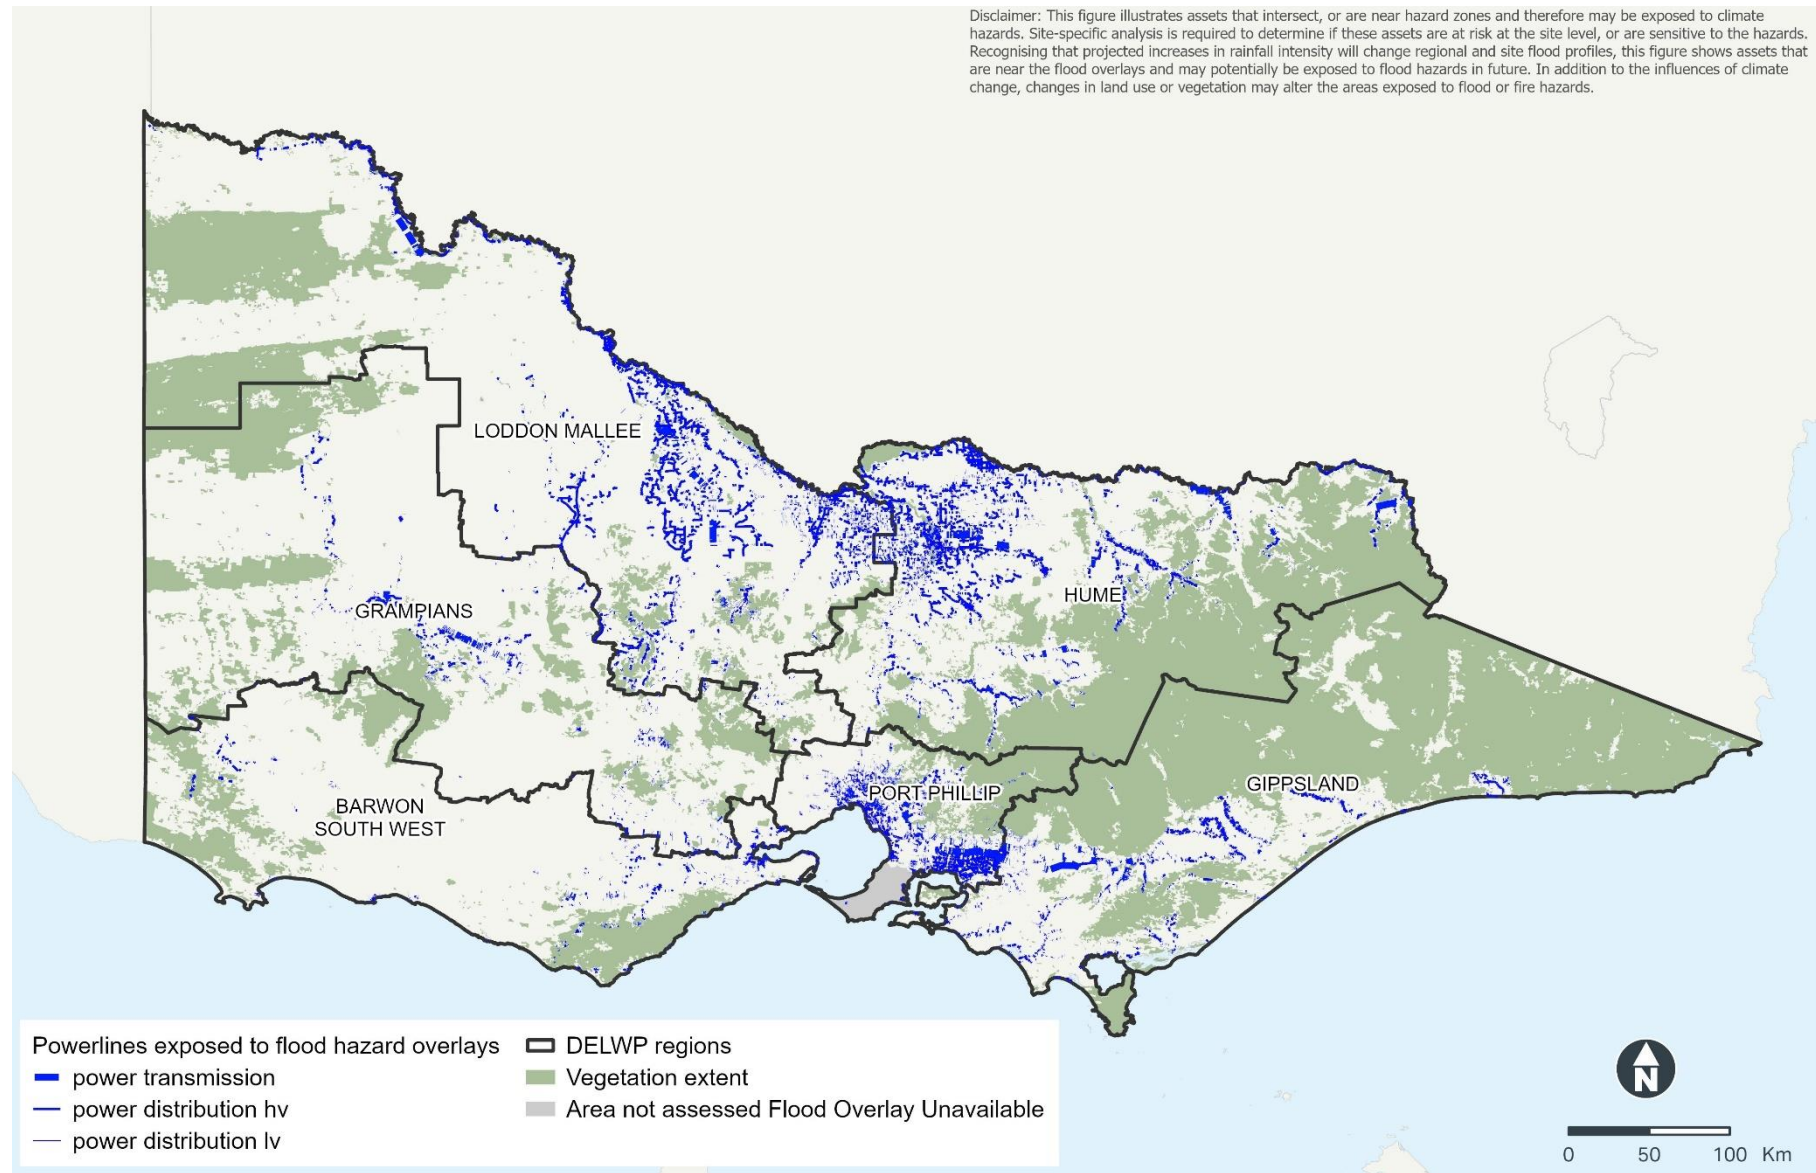 Disclaimer: This figure illustrates assets that intersect, or are near hazard zones and therefore may be exposed to climate
hazards. Site-specific analysis is required to determine if these assets are at risk at the site level, or are sensitive to the hazards.
Recognising that projected increases in rainfall intensity will change regional and site flood profiles, this figure shows assets that
are near the flood overlays and may potentially be exposed to flood hazards in future. In addition to the influences of climate
change, changes in land use or vegetation may alter the areas exposed to flood or fire hazards.
LODDON MALLEE
GRAMPIANS
HUME
BARWON
SOUTH WEST
PORT PHILLIP
GIPPSLAND
Powerlines exposed to flood hazard overlays
power transmission
power distribution hv
power distribution lv
DELWP regions
Vegetation extent
Area not assessed Flood Overlay Unavailable
N
0 50 100 Km